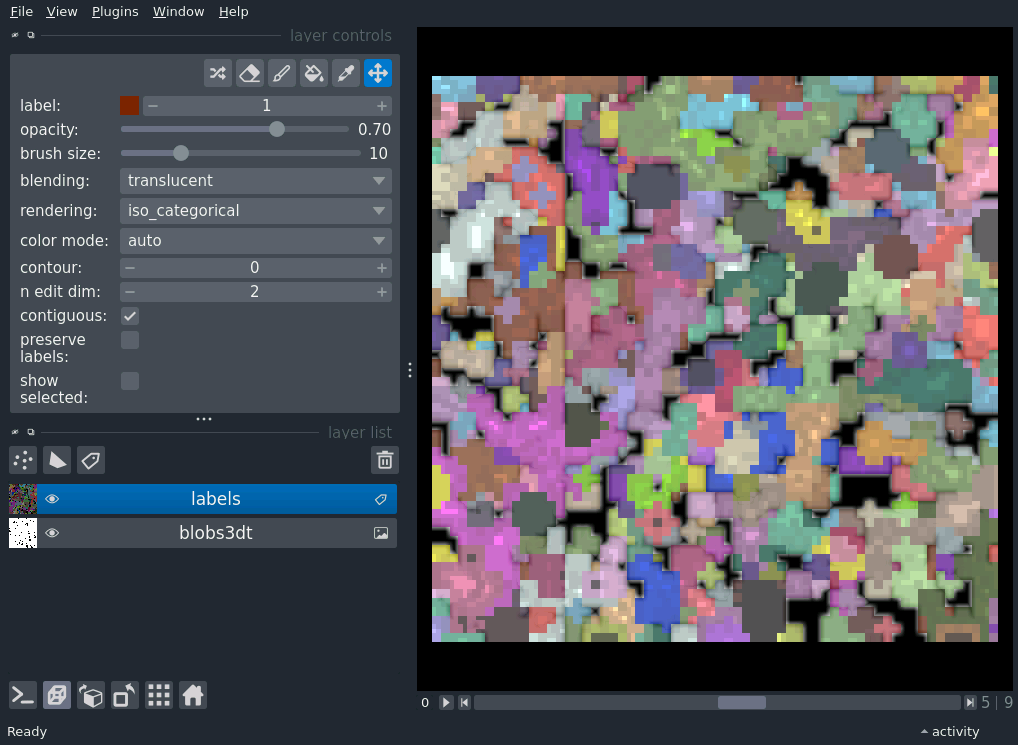 File View Plugins Window Help
layer controls
label: 1
opacity: 0.70
brush size: 10
blending: translucent
rendering: iso_categorical
color mode: auto
contour: 0
n edit dim: 2
contiguous:
preserve
labels:
show
selected:
layer list
labels
blobs3dt
0 5 | 9
Ready activity